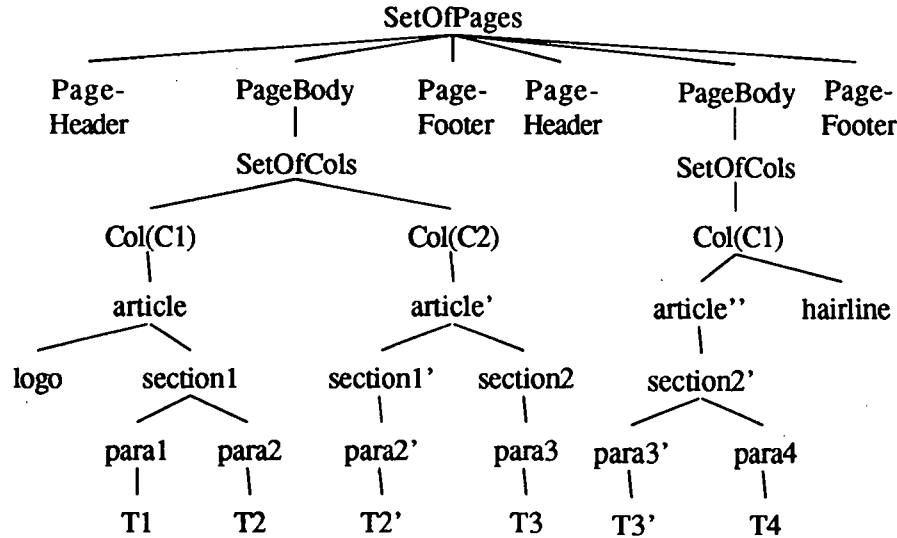 SetOfPages
Page- PageBody Page- Page- PageBody Page-
Header Footer Header Footer
SetOfCols SetOfCols
Col(C1) Col(C2) Col(C1)
article article' article'' hairline
logo section1 section1' section2 section2'
para1 para2 para2' para3 para3' para4
T1 T2 T2' T3 T3' T4